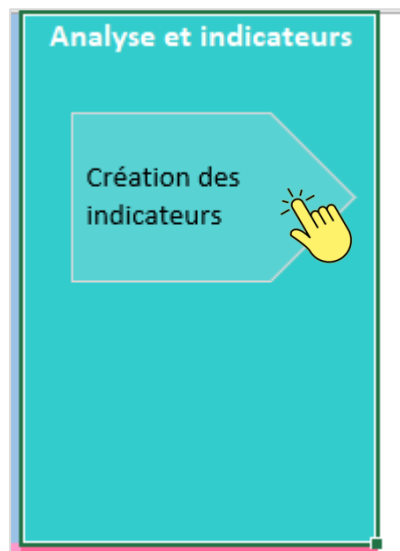 Analyse et indicateurs
Création des
indicateurs